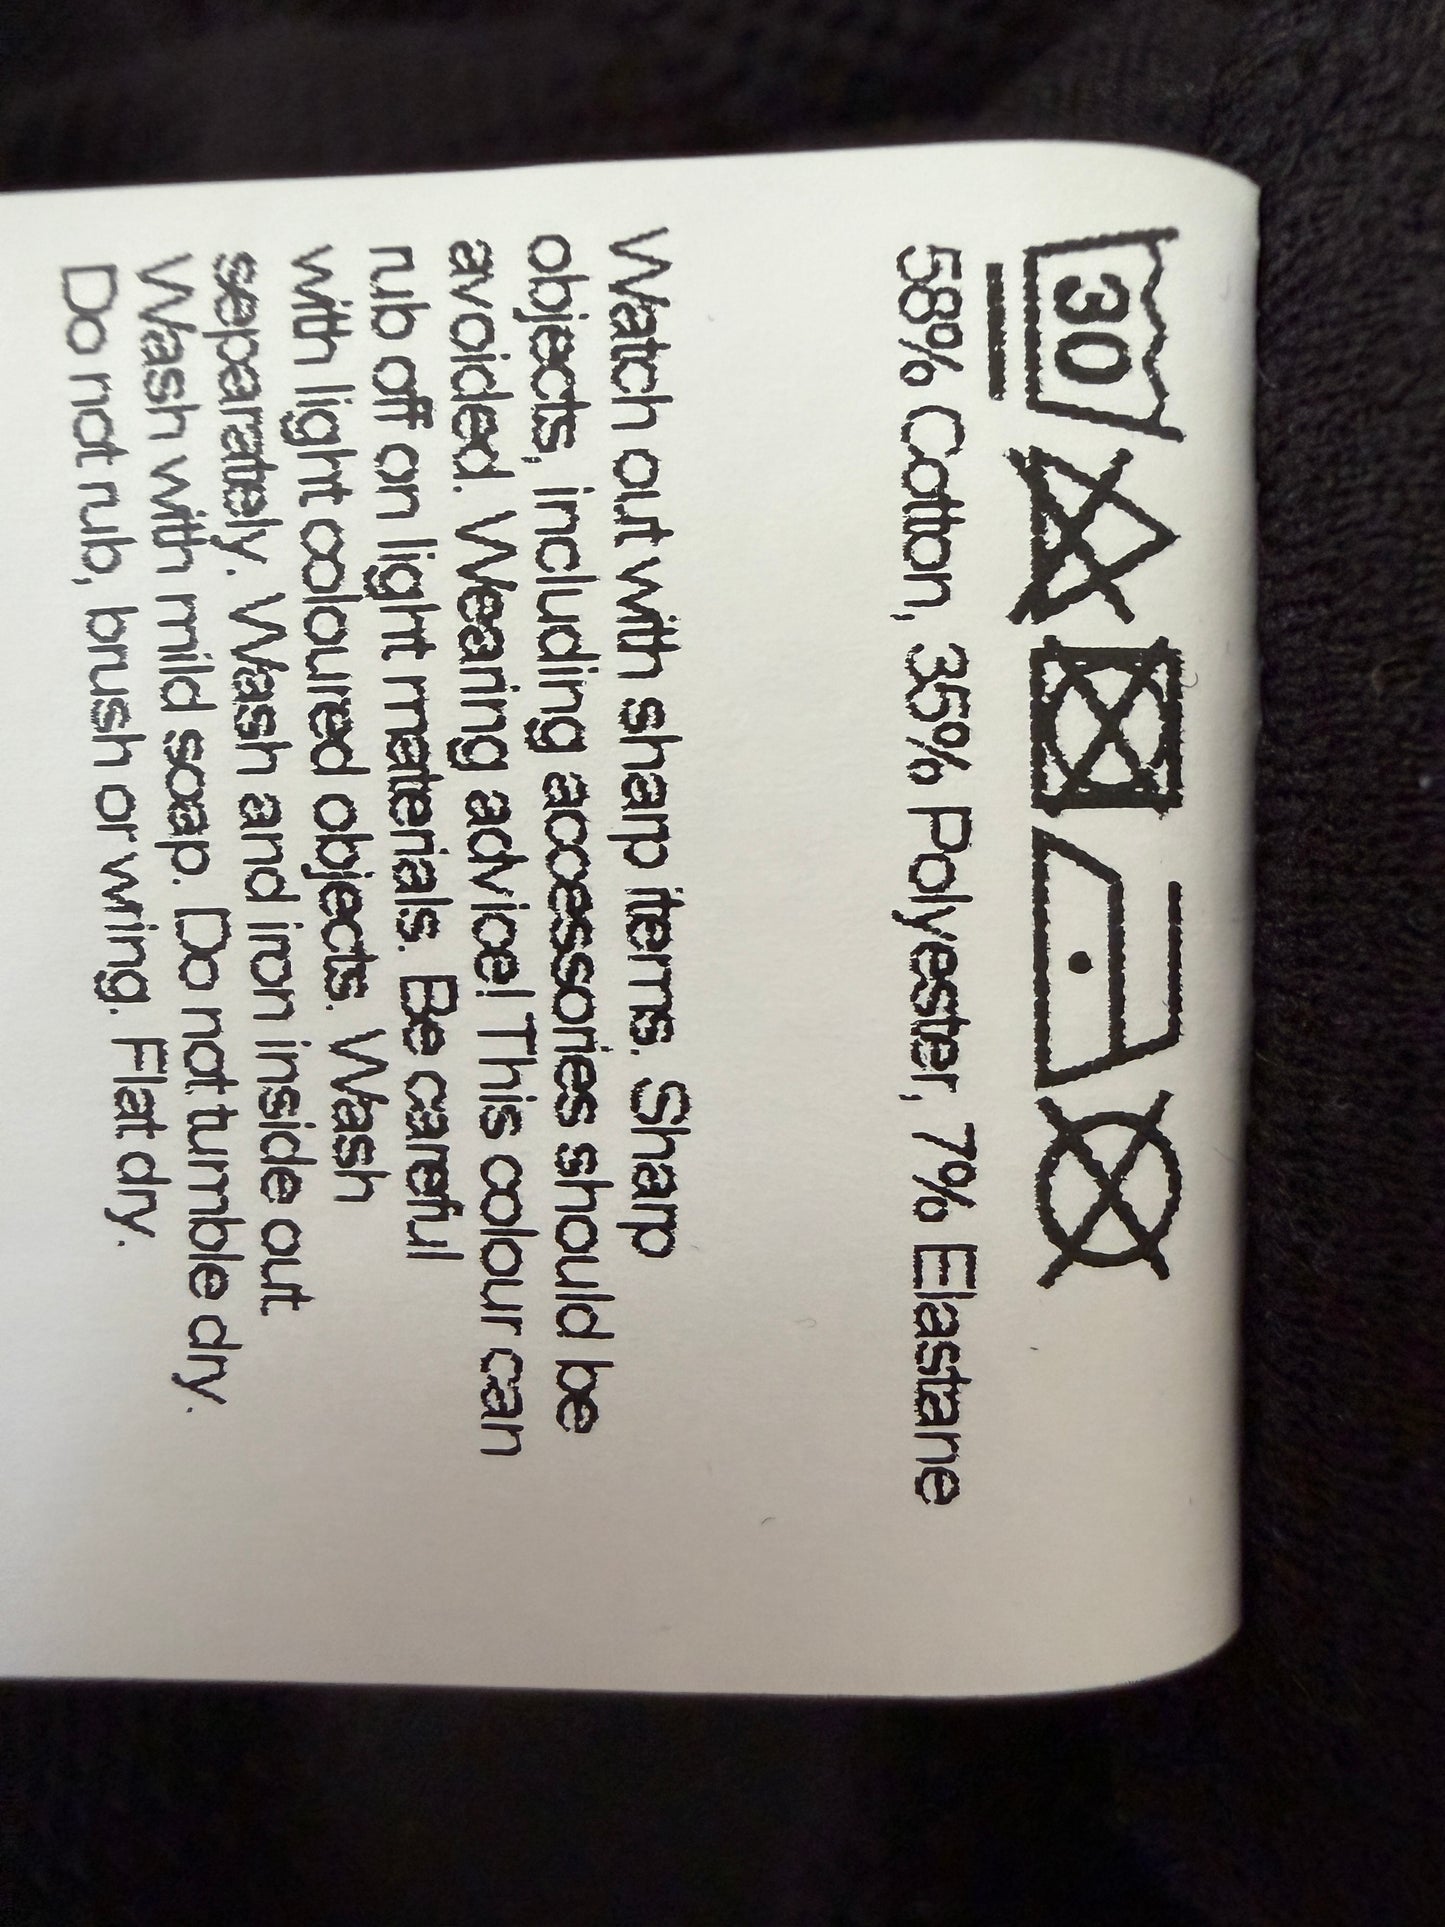 30
58% Cotton, 35% Polyester, 7% Elastane
Watch out with sharp items. Sharp
objects, including accessories should be
avoided. Wearing advice! This colour can
rub off on light materials. Be careful
with light coloured objects. Wash
separately. Wash and iron inside out
Wash with mild soap. Do not tumble dry.
Do not rub, brush or wring. Flat dry.